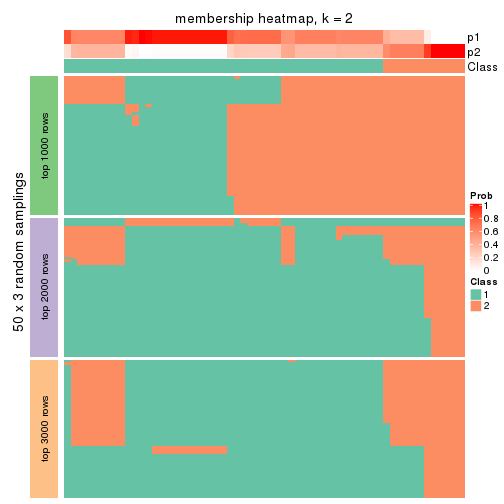 membership heatmap, k = 2
p1
p2
Class
50 x 3 random samplings
top 1000 rows
top 2000 rows
top 3000 rows
Prob
1
0.8
0.6
0.4
0.2
0
Class
1
2